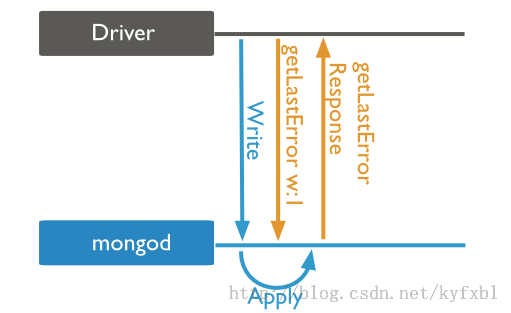 Driver
Write
getLastError w:1
getLastError
Response
mongod
Apply
http://blog.csdn.net/kyfxbl